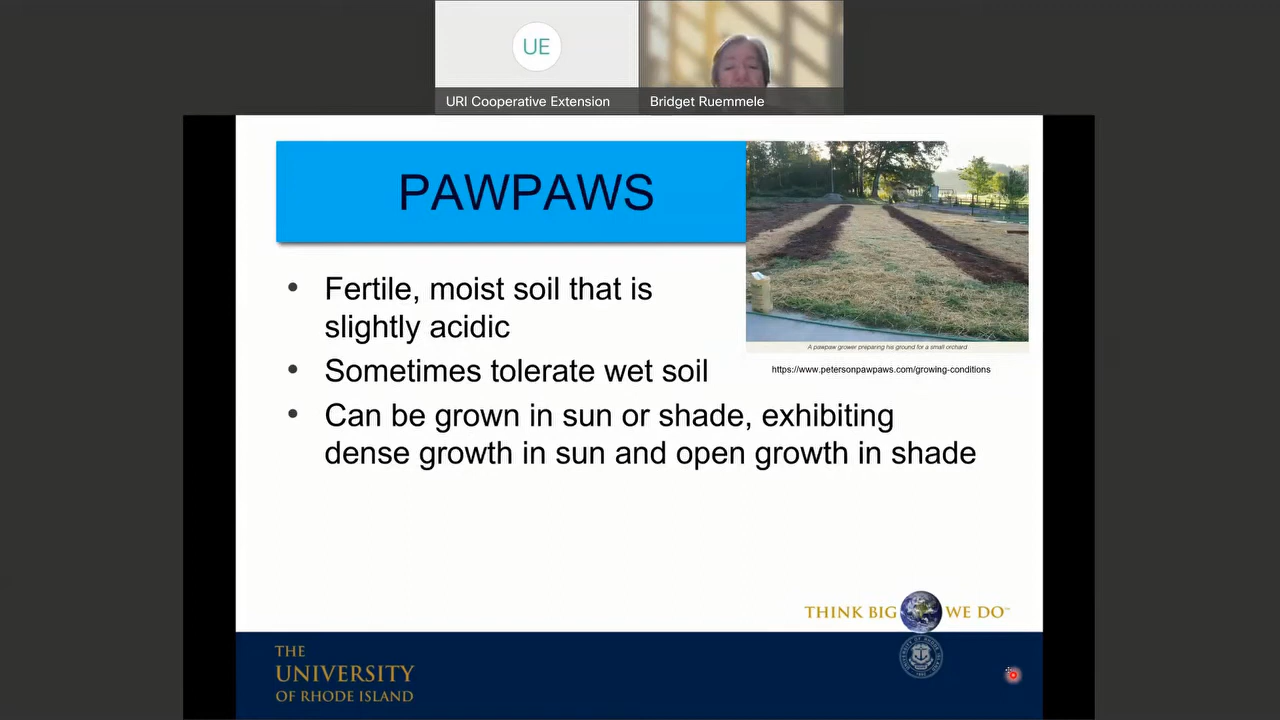 UE
URI Cooperative Extension
Bridget Ruemmele
PAWPAWS
• Fertile, moist soil that is
slightly acidic
• Sometimes tolerate wet soil
• Can be grown in sun or shade, exhibiting
dense growth in sun and open growth in shade
A pawpaw grower preparing his ground for a small orchard
https://www.petersonpawpaws.com/growing-conditions
THINK BIG WE DO™
THE
UNIVERSITY
OF RHODE ISLAND